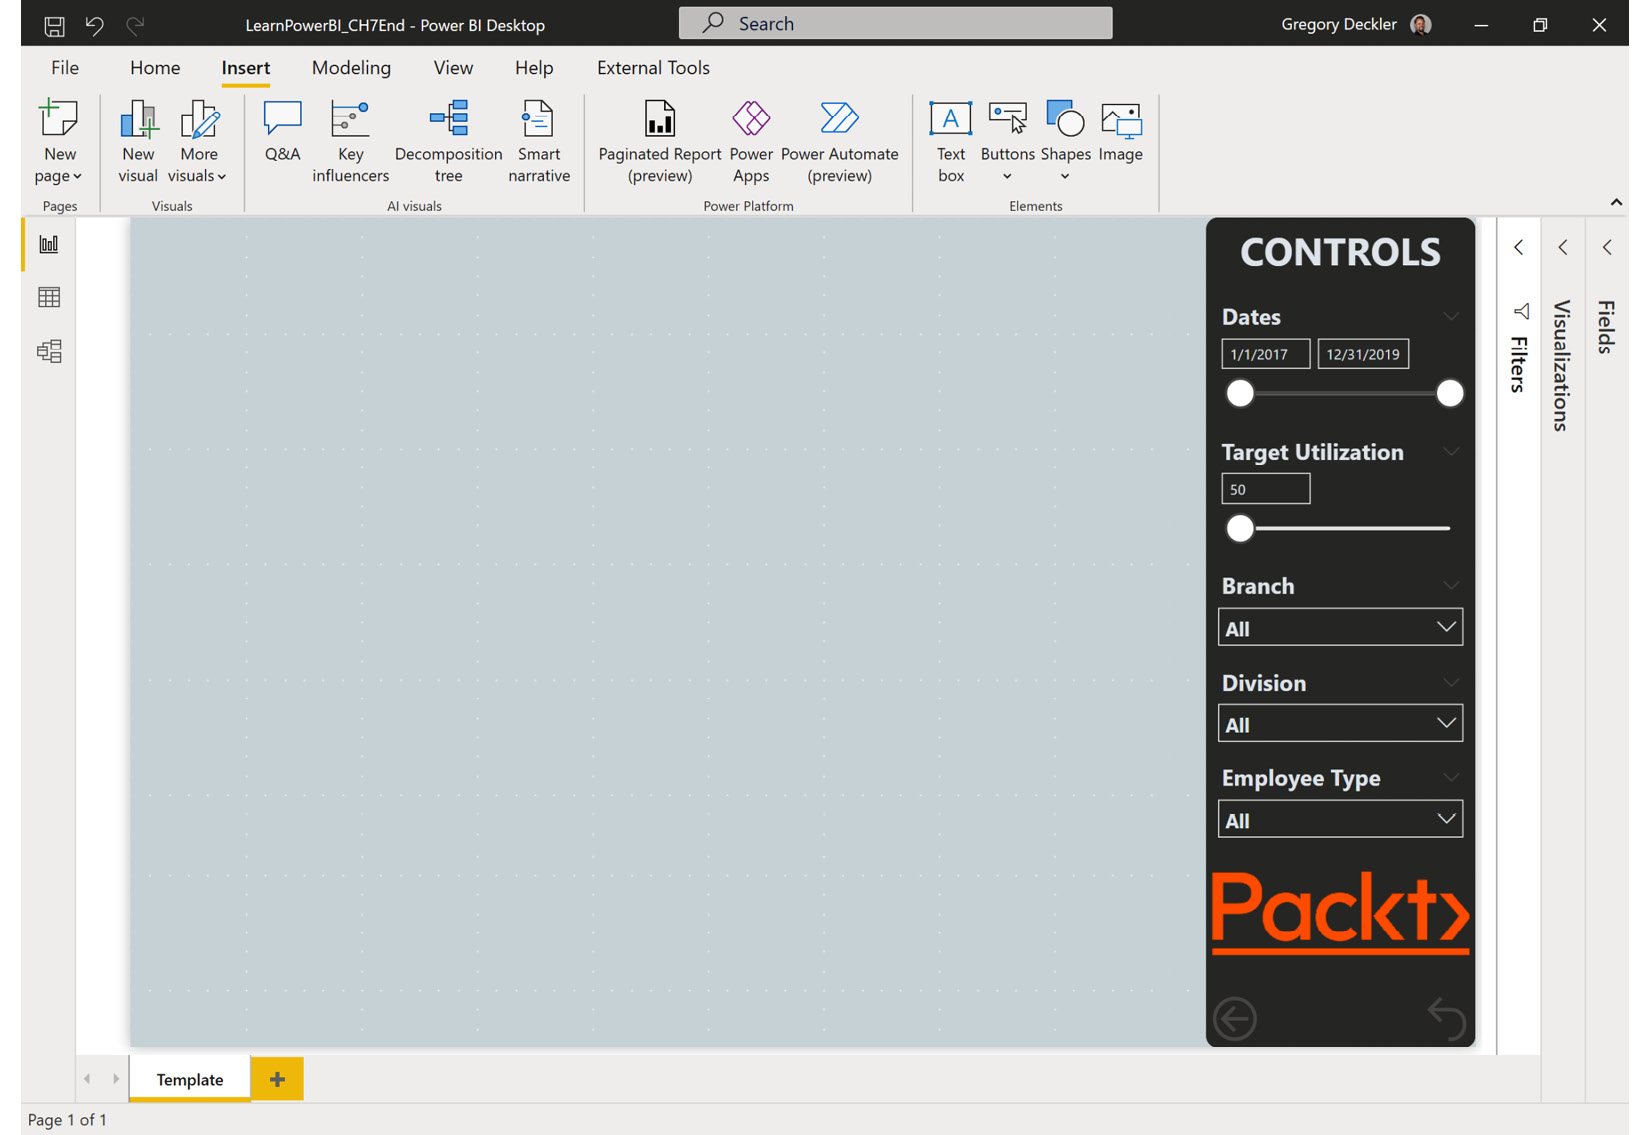 LearnPowerBI_CH7End - Power BI Desktop
Search
Gregory Deckler
File Home Insert Modeling View Help External Tools
New page
New visual
More visuals
Q&A
Key influencers
Decomposition tree
Smart narrative
Paginated Report (preview)
Power Apps
Power Automate (preview)
A
Text box
Buttons
Shapes
Image
Pages Visuals AI visuals Power Platform Elements
CONTROLS
Dates
1/1/2017 12/31/2019
Target Utilization
50
Branch
All
Division
All
Employee Type
All
Packt
Filters
Visualizations
Fields
Template
Page 1 of 1